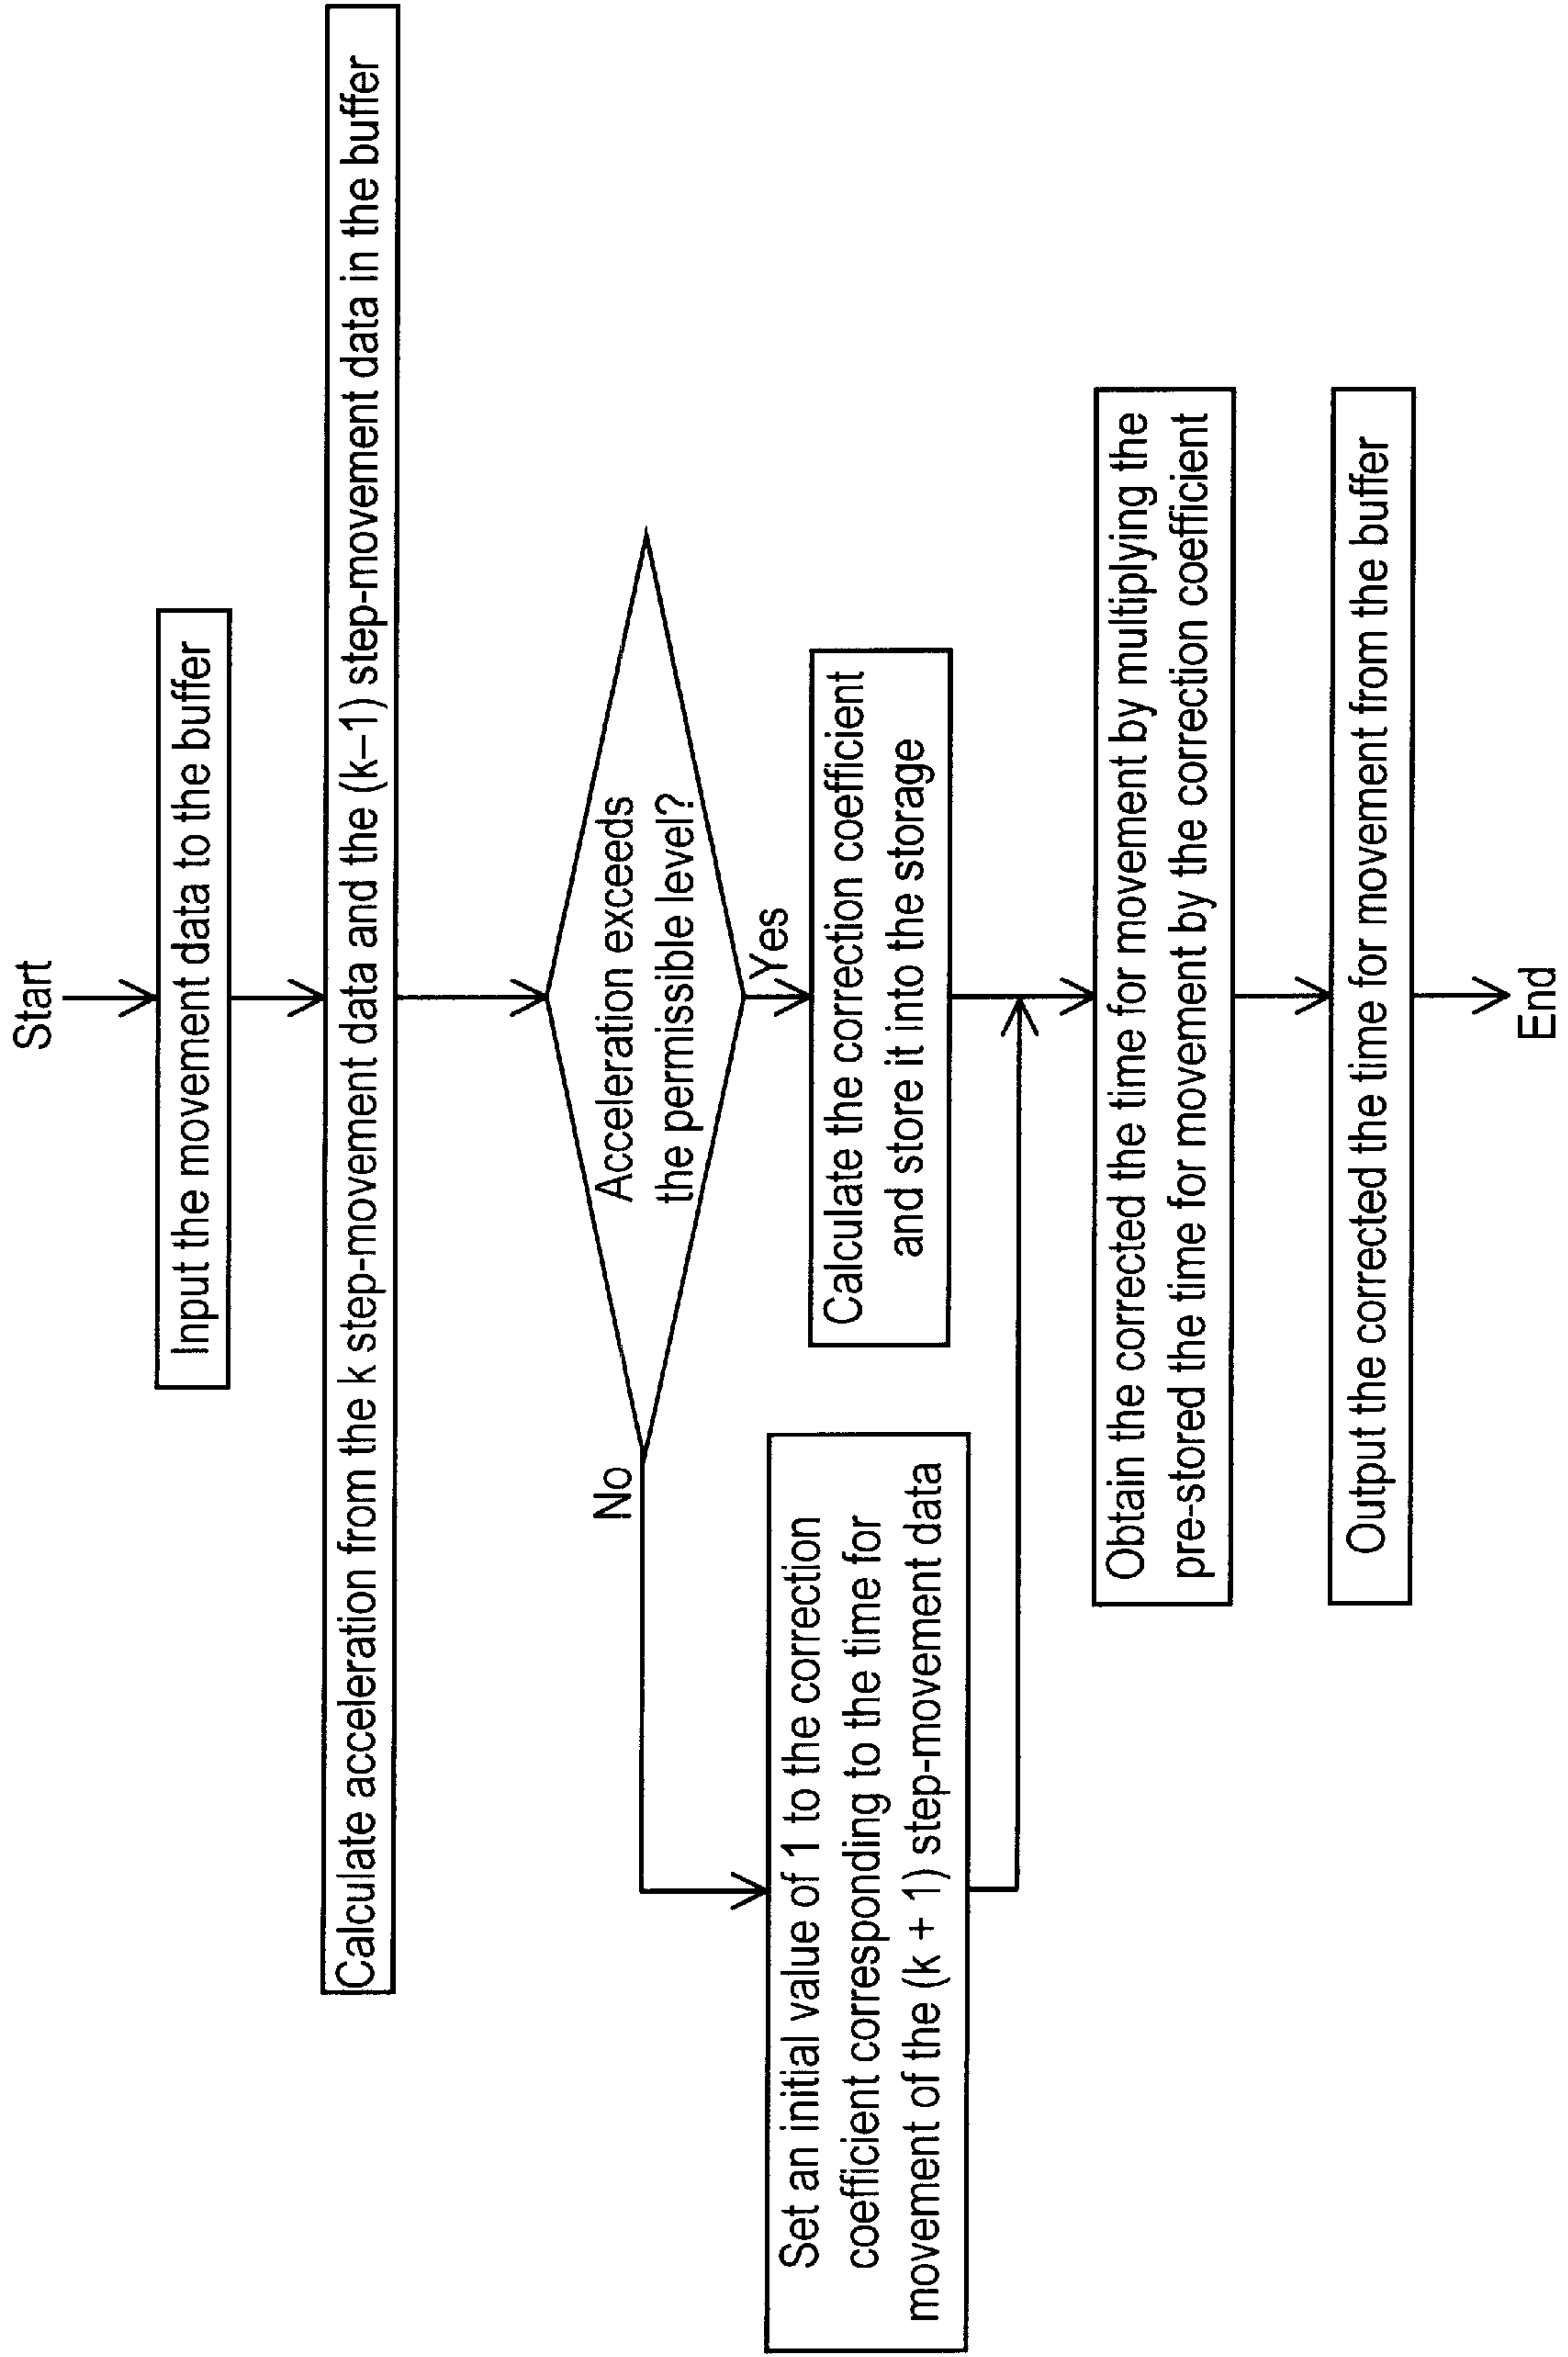 Start
Input the movement data to the buffer
Calculate acceleration from the k step-movement data and the (k–1) step-movement data in the buffer
Acceleration exceeds
the permissible level?
No
Yes
Set an initial value of 1 to the correction
coefficient corresponding to the time for
movement of the (k + 1) step-movement data
Calculate the correction coefficient
and store it into the storage
Obtain the corrected the time for movement by multiplying the
pre-stored the time for movement by the correction coefficient
Output the corrected the time for movement from the buffer
End